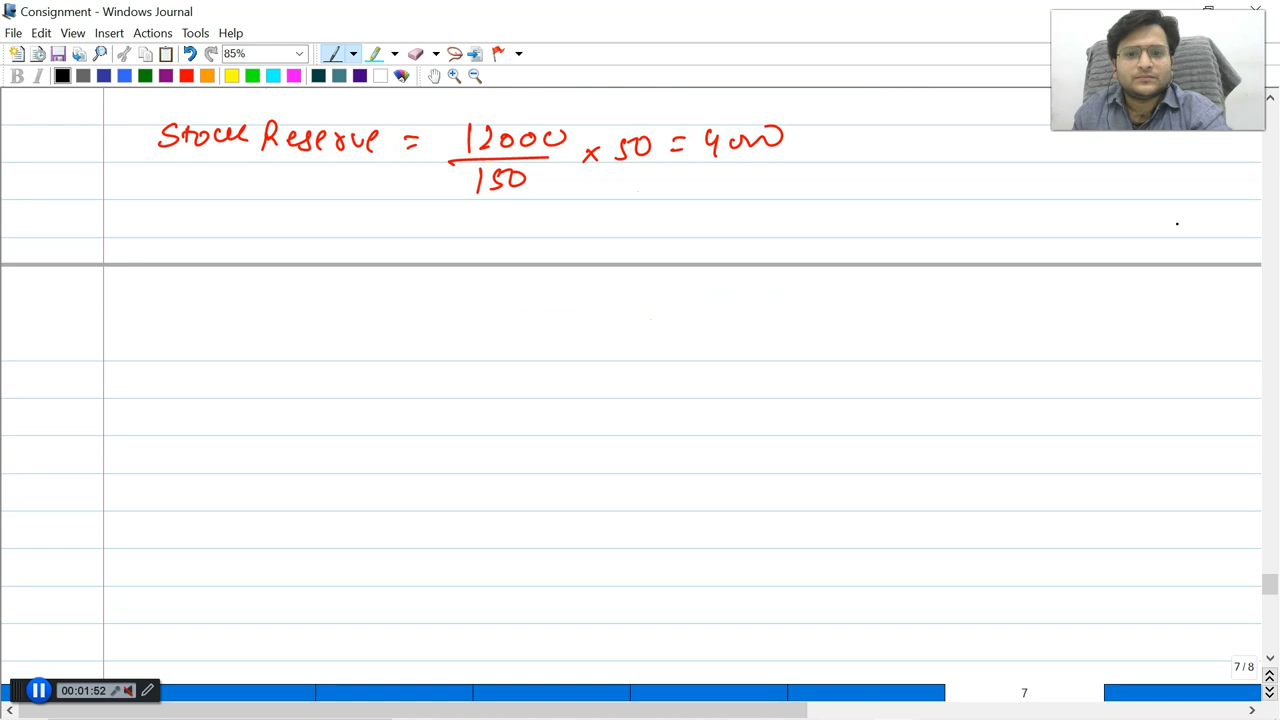 Consignment - Windows Journal
File Edit View Insert Actions Tools Help
85%
B I
Stock Reserve = 12000 / 150 × 50 = 4000
7 / 8
00:01:52
7